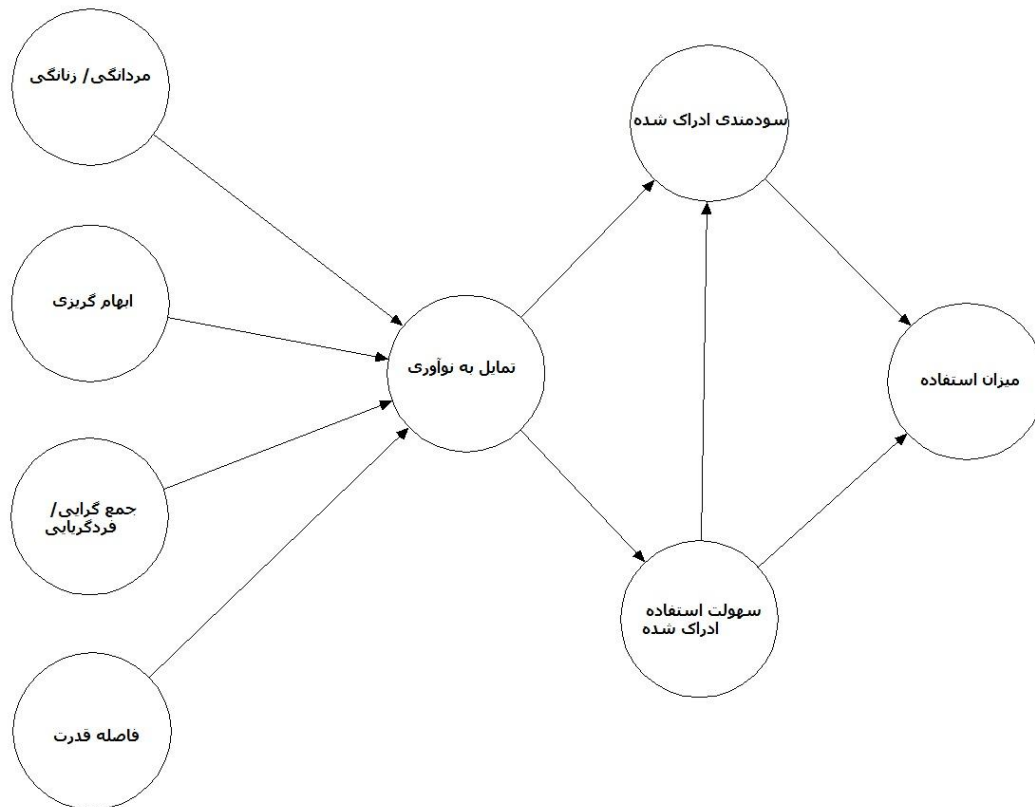 مردانگی/ زنانگی
سودمندی ادراک شده
ابهام گریزی
تمایل به نوآوری
میزان استفاده
جمع گرایی/
فردگریایی
سهولت استفاده
ادراک شده
فاصله قدرت